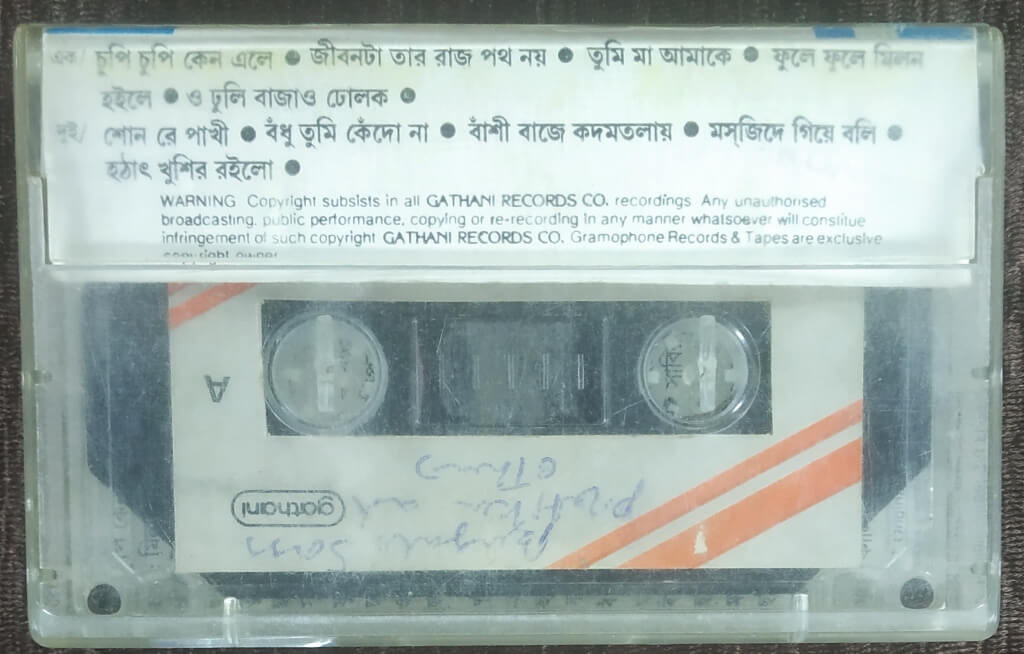 এক/ চুপি চুপি কেন এলে ● জীবনটা তার রাজ পথ নয় ● তুমি মা আমাকে ● ফুলে ফুলে মিলন
হইলে ● ও ঢুলি বাজাও ঢোলক ●
দুই/ শোন রে পাখী ● বঁধু তুমি কেঁদো না ● বাঁশী বাজে কদমতলায় ● মস্‌জিদে গিয়ে বলি ●
হঠাৎ খুশির রইলো ●
WARNING Copyright subsists in all GATHANI RECORDS CO. recordings Any unauthorised
broadcasting, public performance, copying or re-recording in any manner whatsoever will constitue
infringement of such copyright GATHANI RECORDS CO. Gramophone Records & Tapes are exclusive
copyright owner
A
gathani